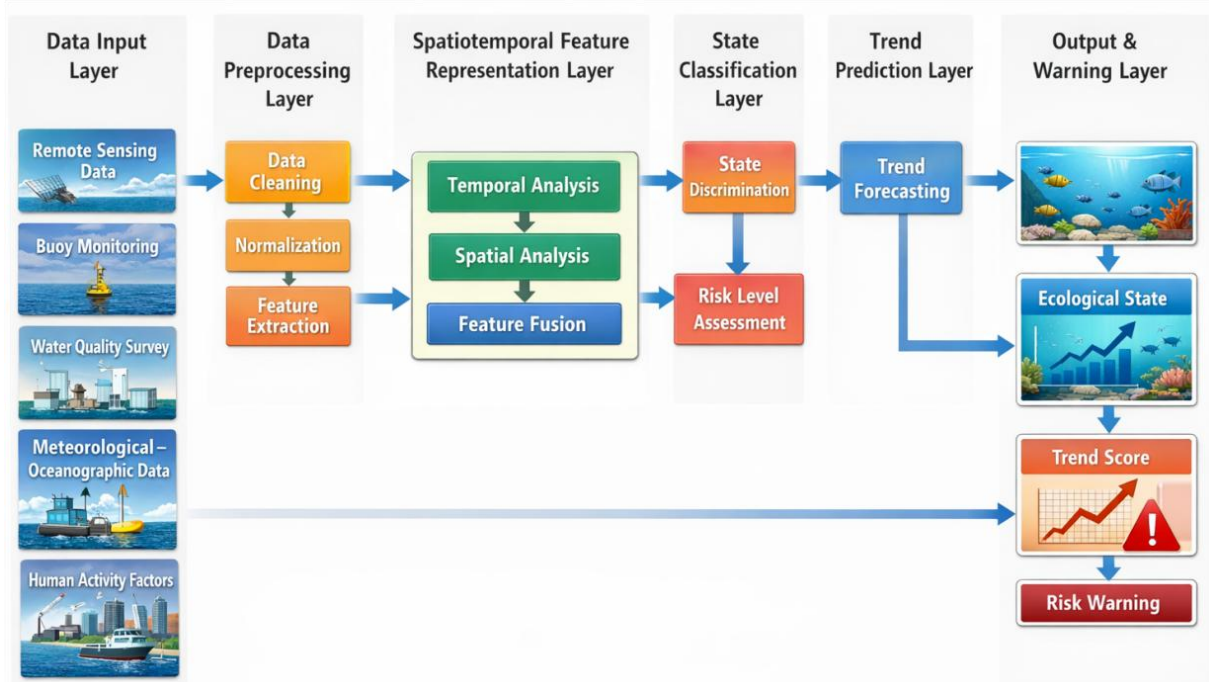 Data Input
Layer
Data
Preprocessing
Layer
Spatiotemporal Feature
Representation Layer
State
Classification
Layer
Trend
Prediction Layer
Output &
Warning Layer
Remote Sensing
Data
Buoy Monitoring
Water Quality Survey
Meteorological–
Oceanographic Data
Human Activity Factors
Data
Cleaning
Normalization
Feature
Extraction
Temporal Analysis
Spatial Analysis
Feature Fusion
State
Discrimination
Risk Level
Assessment
Trend
Forecasting
Ecological State
Trend Score
!
Risk Warning